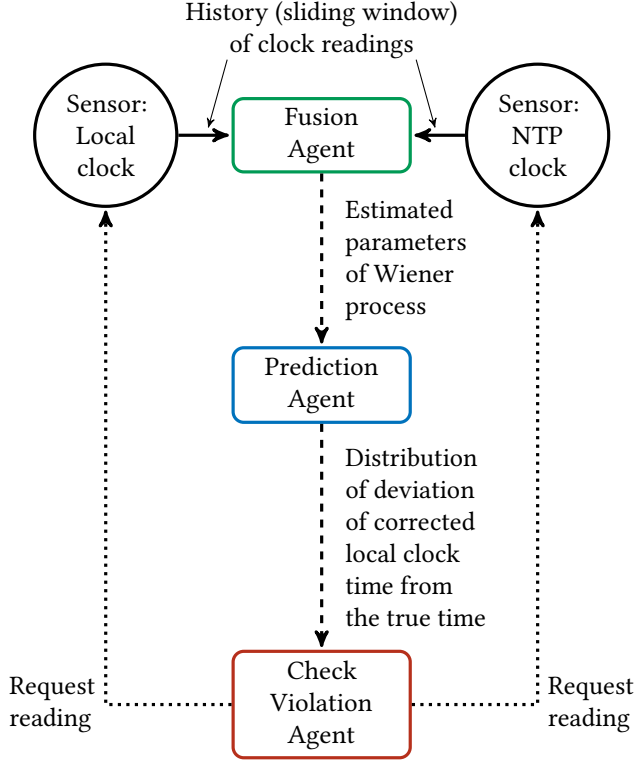 History (sliding window)
of clock readings
Sensor:
Local
clock
Fusion
Agent
Sensor:
NTP
clock
Estimated
parameters
of Wiener
process
Prediction
Agent
Distribution
of deviation
of corrected
local clock
time from
the true time
Check
Violation
Agent
Request
reading
Request
reading